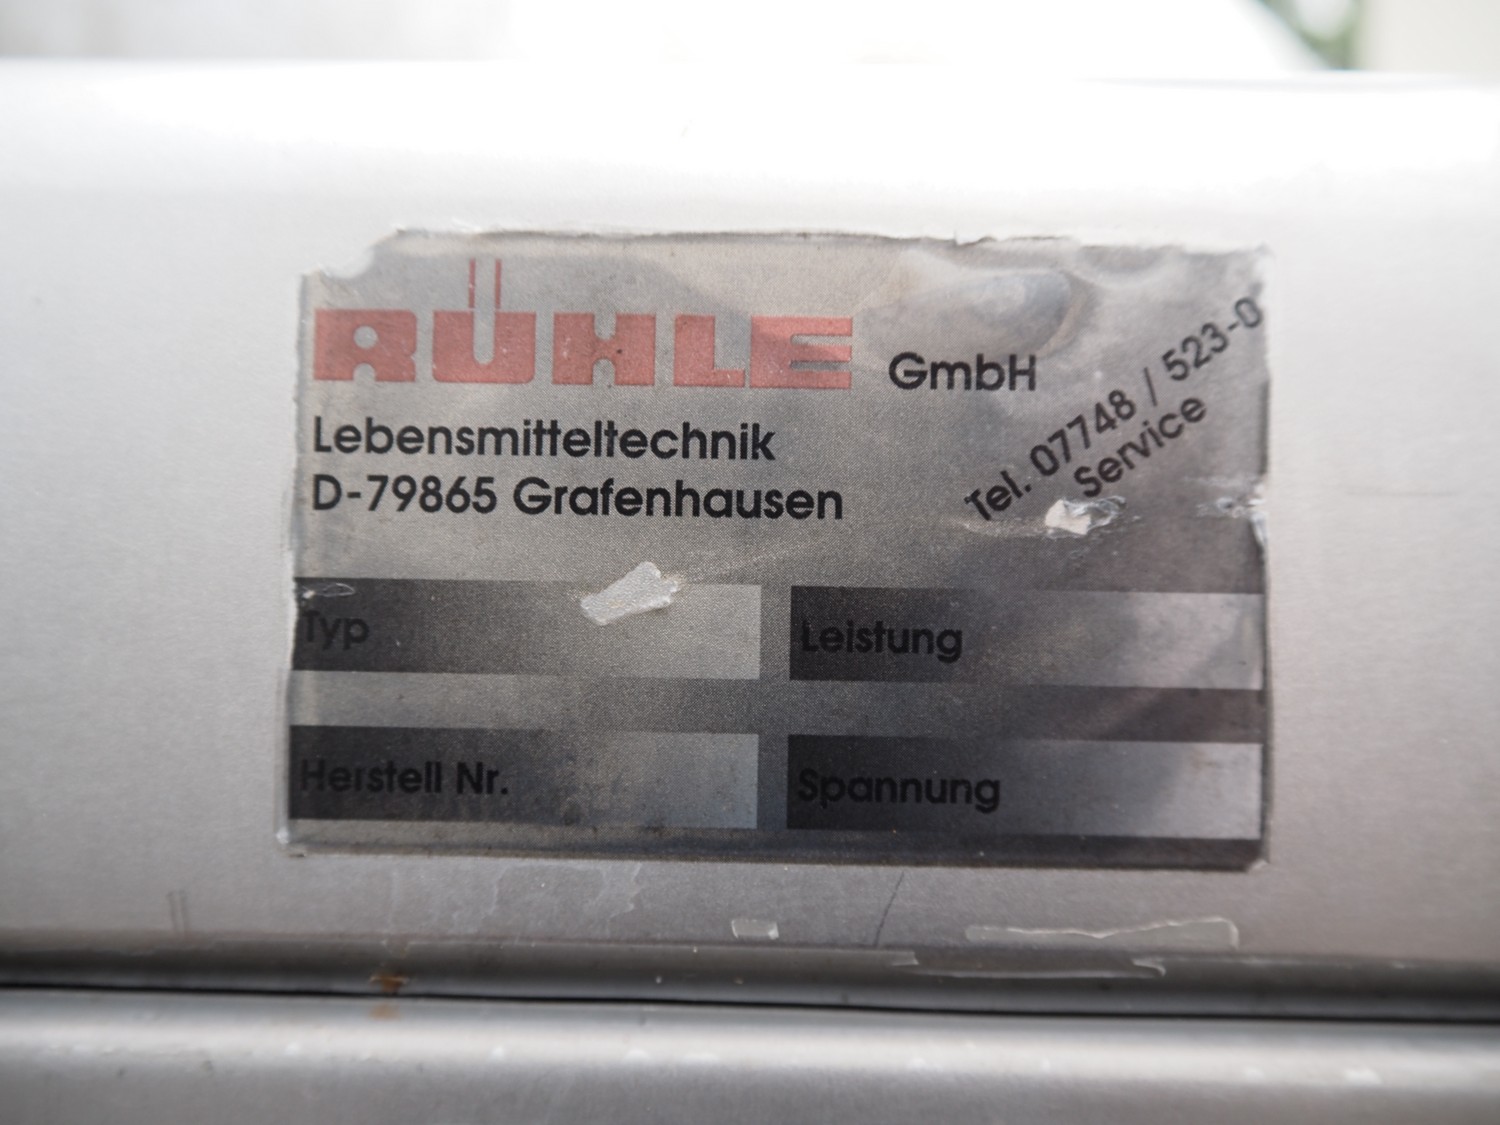 RÜHLE GmbH
Lebensmitteltechnik
D-79865 Grafenhausen
Tel. 07748 / 523-0
Service
Typ
Leistung
Herstell Nr.
Spannung